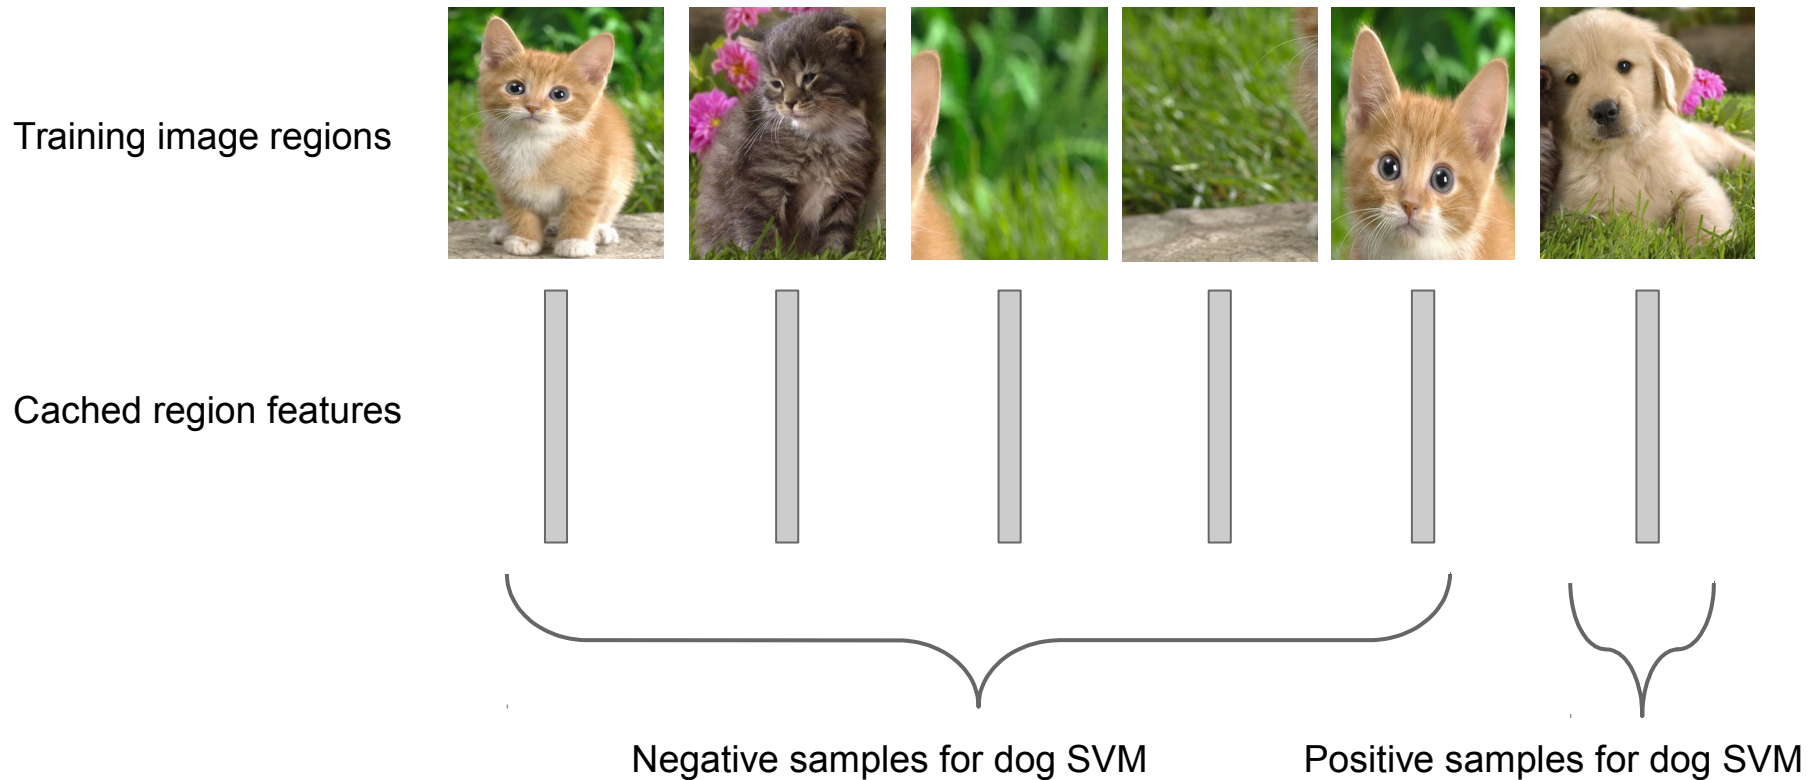 Training image regions
Cached region features
Negative samples for dog SVM
Positive samples for dog SVM